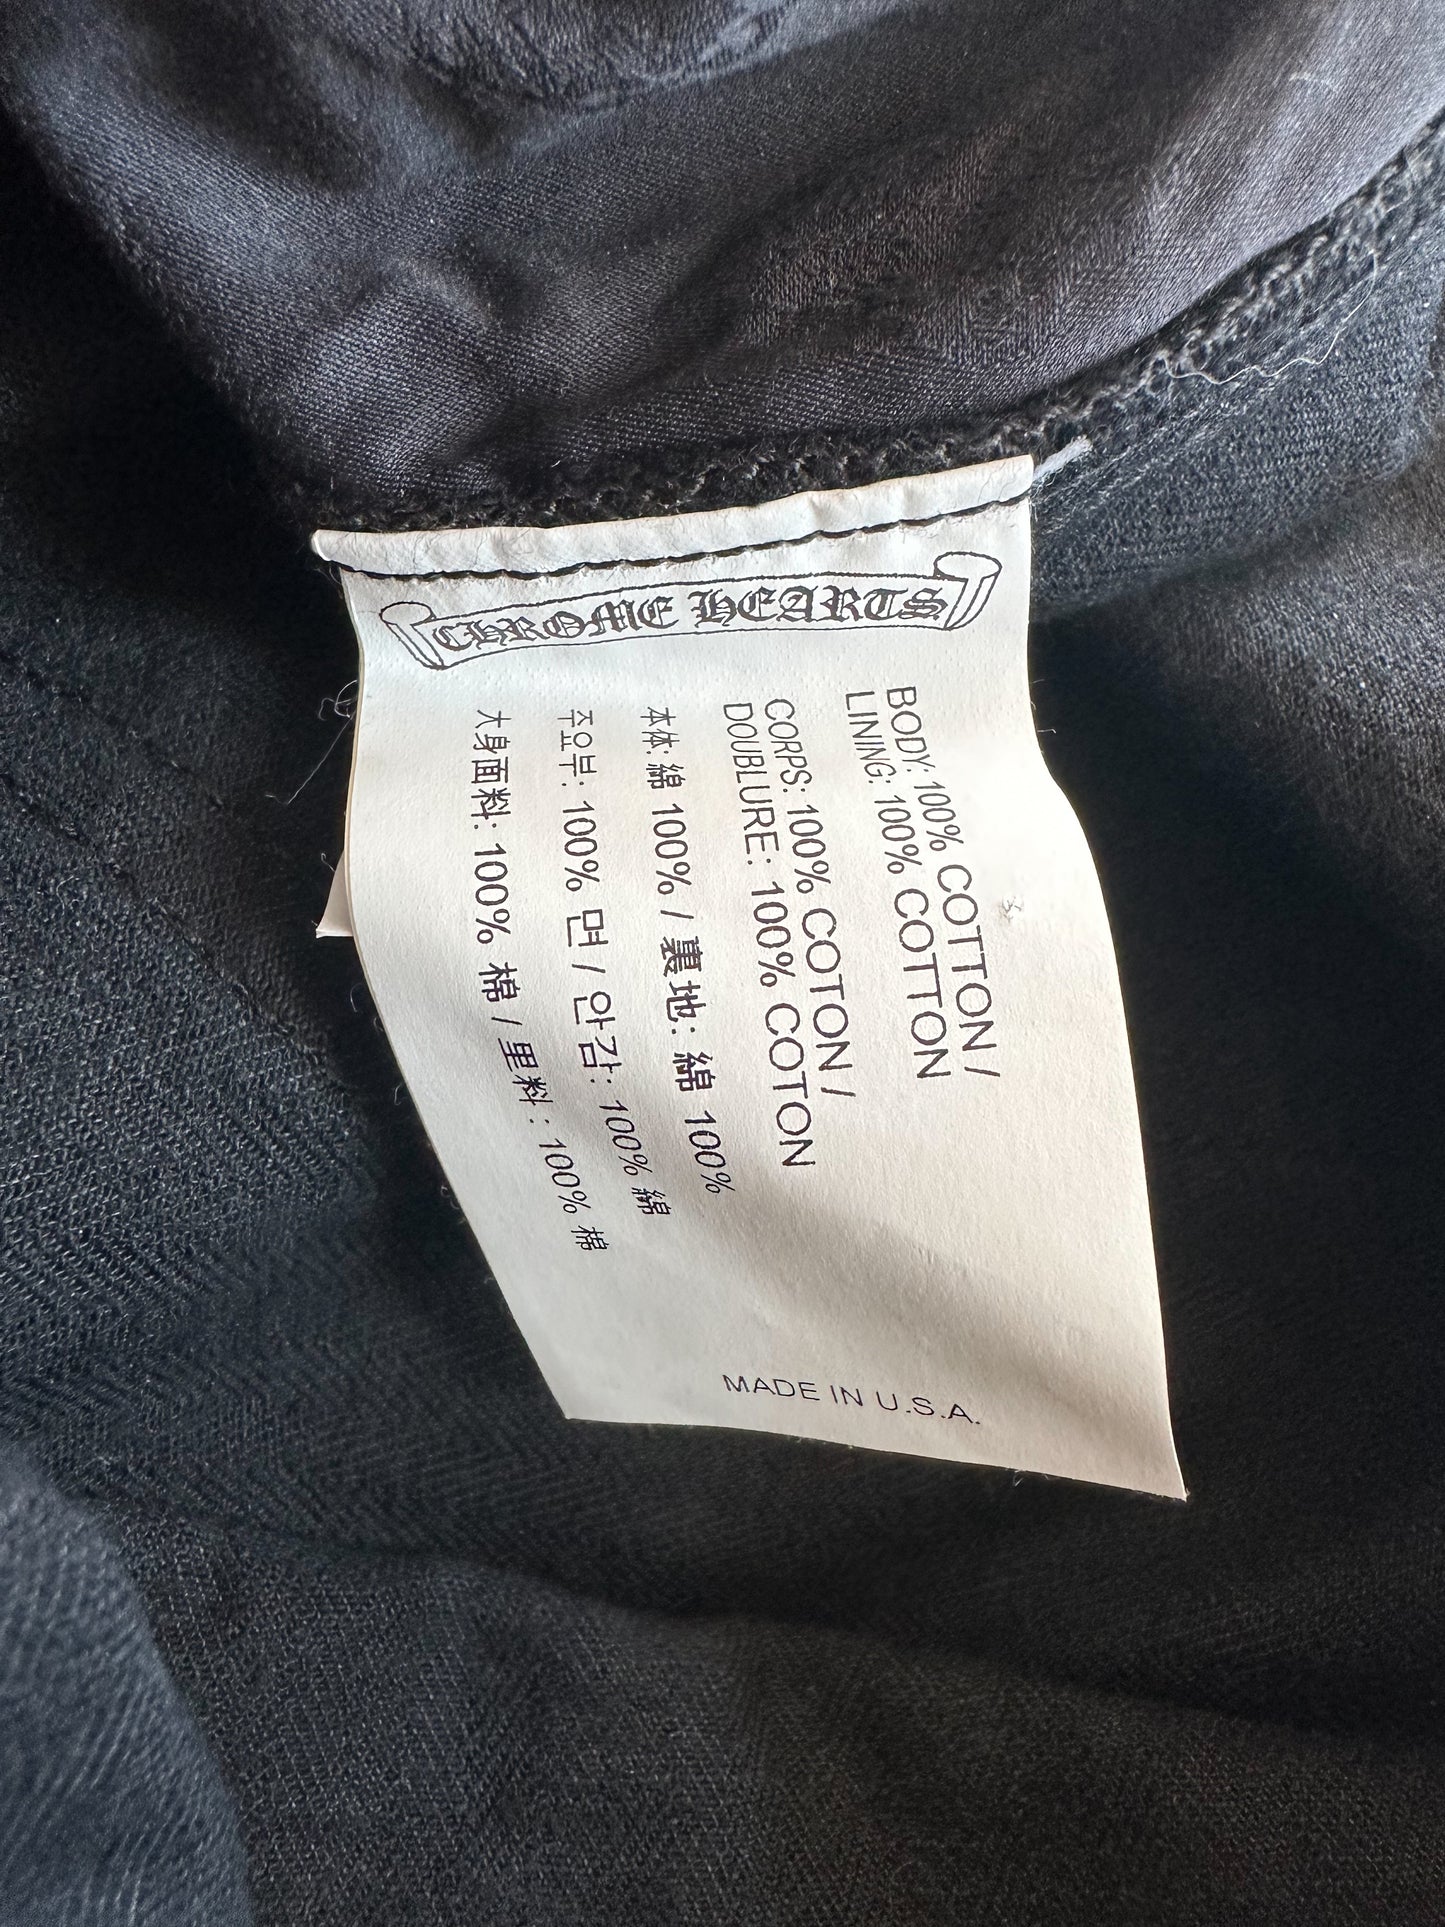 CHROME HEARTS
BODY: 100% COTTON /
LINING: 100% COTTON
CORPS: 100% COTON /
DOUBLURE: 100% COTON
本体: 綿 100% / 裏地: 綿 100%
주요부: 100% 면 / 안감: 100% 綿
大身面料: 100% 棉 / 里料: 100% 棉
MADE IN U.S.A.